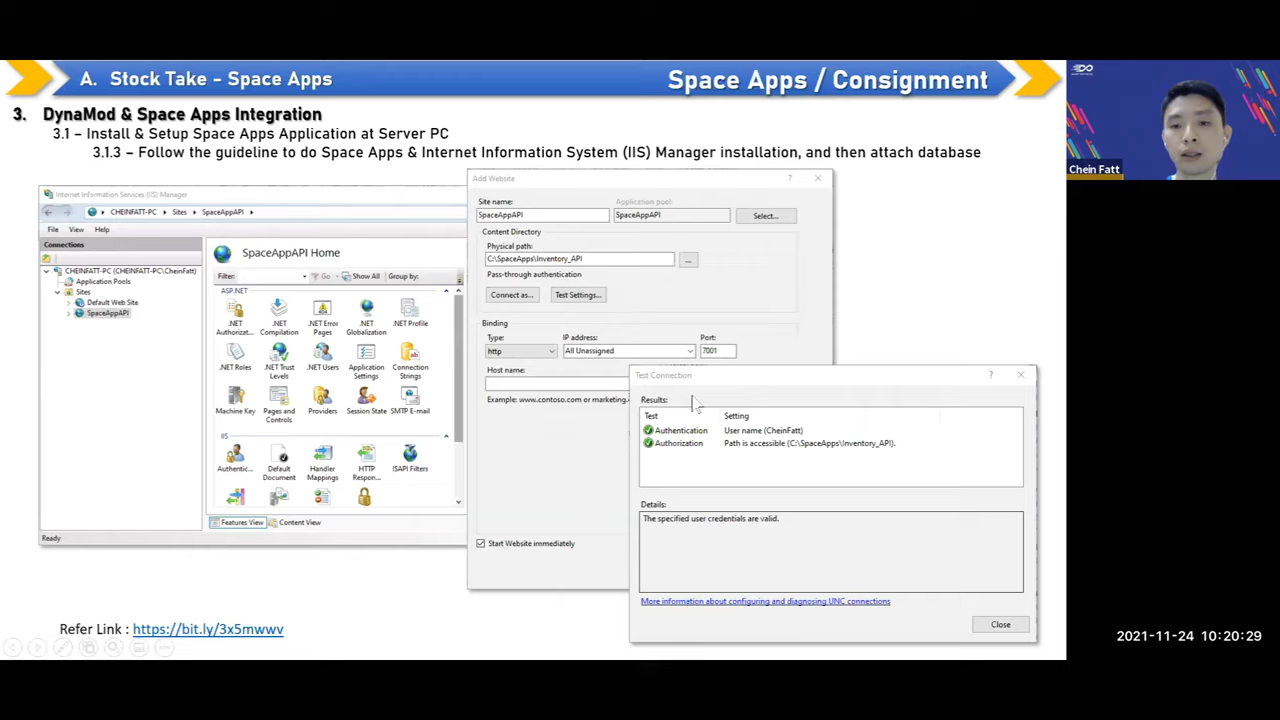 A. Stock Take – Space Apps
Space Apps / Consignment
3. DynaMod & Space Apps Integration
3.1 – Install & Setup Space Apps Application at Server PC
3.1.3 – Follow the guideline to do Space Apps & Internet Information System (IIS) Manager installation, and then attach database
Internet Information Services (IIS) Manager
CHEINFATT-PC
Sites
SpaceAppAPI
File View Help
Connections
CHEINFATT-PC (CHEINFATT-PC\CheinFatt)
Application Pools
Sites
Default Web Site
SpaceAppAPI
SpaceAppAPI Home
Filter:
Go
Show All
Group by:
ASP.NET
.NET Authorizat...
.NET Compilation
.NET Error Pages
.NET Globalization
.NET Profile
.NET Roles
.NET Trust Levels
.NET Users
Application Settings
Connection Strings
Machine Key
Pages and Controls
Providers
Session State
SMTP E-mail
IIS
Authentic...
Default Document
Handler Mappings
HTTP Respon...
ISAPI Filters
Features View
Content View
Ready
Add Website
? ×
Site name:
Application pool:
SpaceAppAPI
SpaceAppAPI
Select...
Content Directory
Physical path:
C:\SpaceApps\Inventory_API
...
Pass-through authentication
Connect as...
Test Settings...
Binding
Type:
IP address:
Port:
http
All Unassigned
7001
Host name:
Example: www.contoso.com or marketing.
Start Website immediately
Test Connection
? ×
Results:
Test
Setting
Authentication
User name (CheinFatt)
Authorization
Path is accessible (C:\SpaceApps\Inventory_API).
Details:
The specified user credentials are valid.
More information about configuring and diagnosing UNC connections
Close
Refer Link : https://bit.ly/3x5mwwv
Chein Fatt
2021-11-24 10:20:29